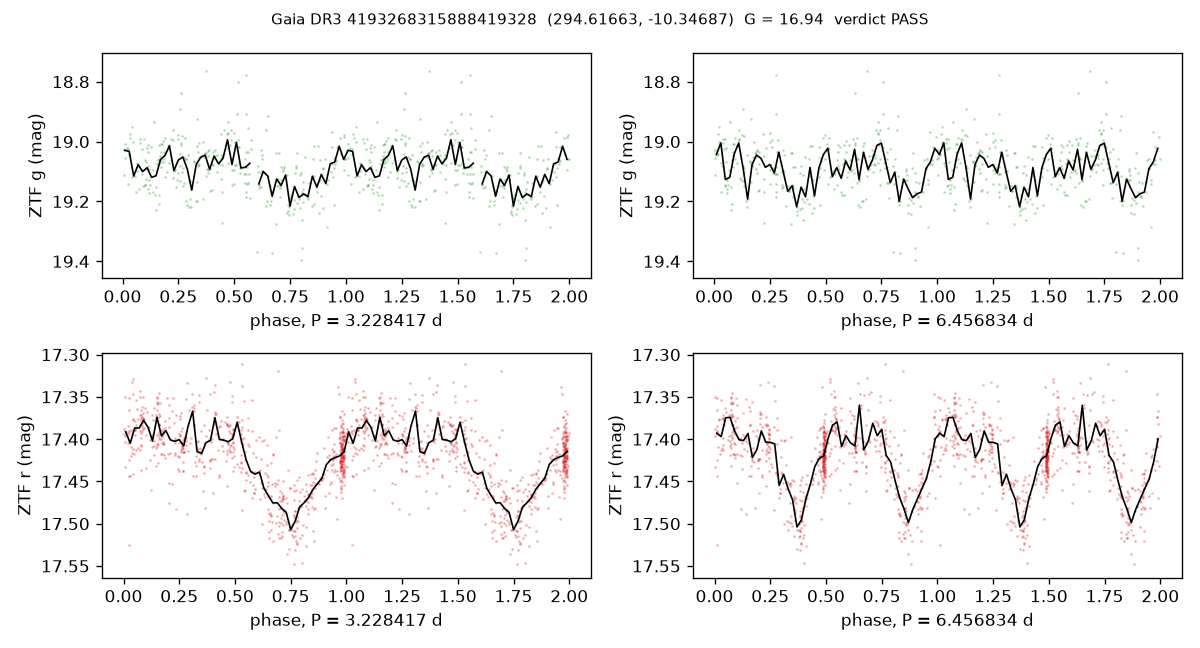 Gaia DR3 4193268315888419328 (294.61663, -10.34687) G = 16.94 verdict PASS
ZTF g (mag)
18.8
19.0
19.2
19.4
0.00 0.25 0.50 0.75 1.00 1.25 1.50 1.75 2.00
phase, P = 3.228417 d
ZTF g (mag)
18.8
19.0
19.2
19.4
0.00 0.25 0.50 0.75 1.00 1.25 1.50 1.75 2.00
phase, P = 6.456834 d
ZTF r (mag)
17.30
17.35
17.40
17.45
17.50
17.55
0.00 0.25 0.50 0.75 1.00 1.25 1.50 1.75 2.00
phase, P = 3.228417 d
ZTF r (mag)
17.30
17.35
17.40
17.45
17.50
17.55
0.00 0.25 0.50 0.75 1.00 1.25 1.50 1.75 2.00
phase, P = 6.456834 d